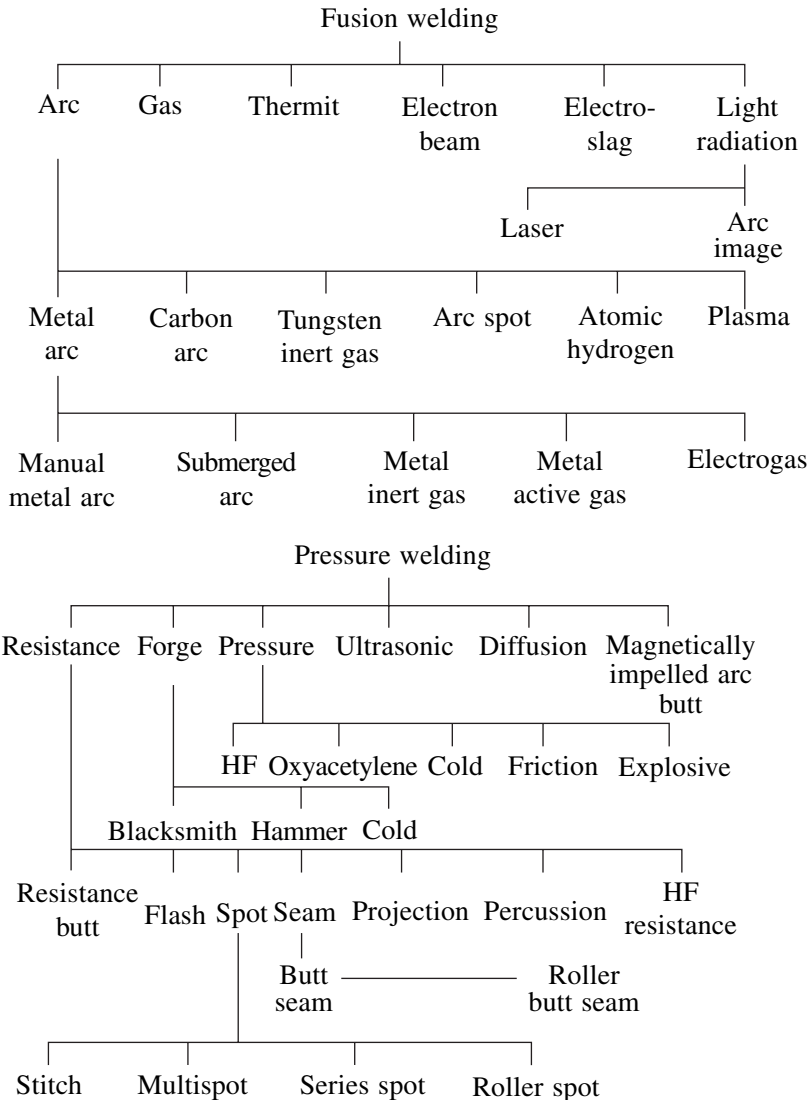 Fusion welding
Arc Gas Thermit Electron beam Electro- slag Light radiation
Laser Arc image
Metal arc Carbon arc Tungsten inert gas Arc spot Atomic hydrogen Plasma
Manual metal arc Submerged arc Metal inert gas Metal active gas Electrogas
Pressure welding
Resistance Forge Pressure Ultrasonic Diffusion Magnetically impelled arc butt
HF Oxyacetylene Cold Friction Explosive
Blacksmith Hammer Cold
Resistance butt Flash Spot Seam Projection Percussion HF resistance
Butt seam Roller butt seam
Stitch Multispot Series spot Roller spot